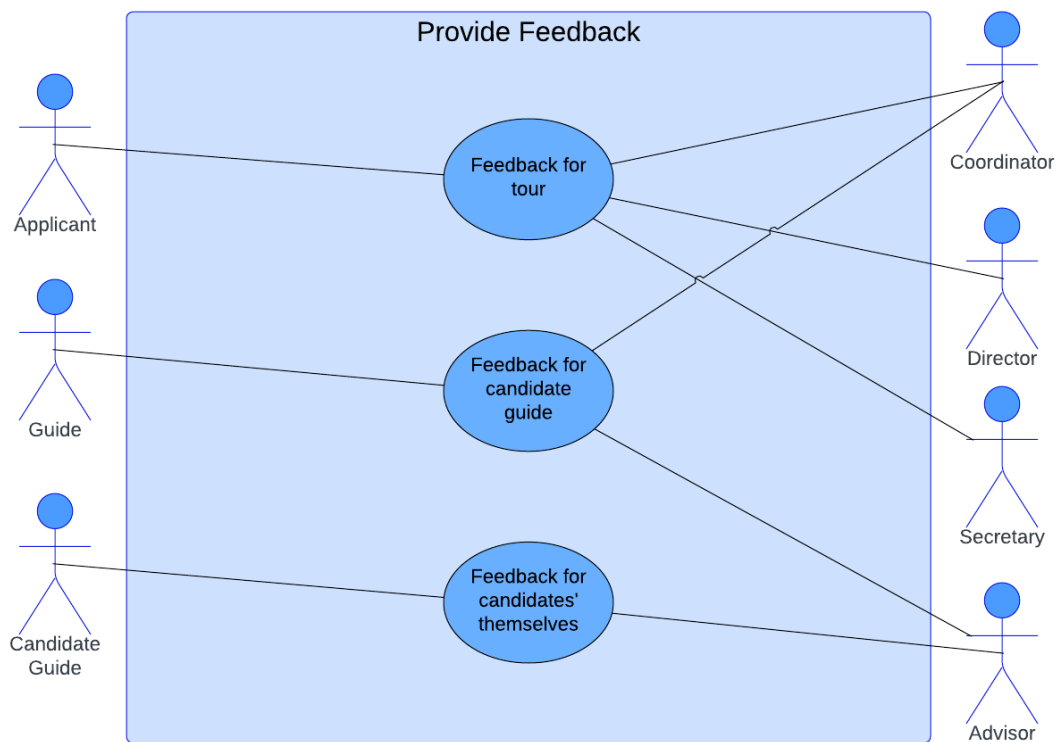 Provide Feedback
Applicant
Guide
Candidate
Guide
Feedback for
tour
Feedback for
candidate
guide
Feedback for
candidates'
themselves
Coordinator
Director
Secretary
Advisor